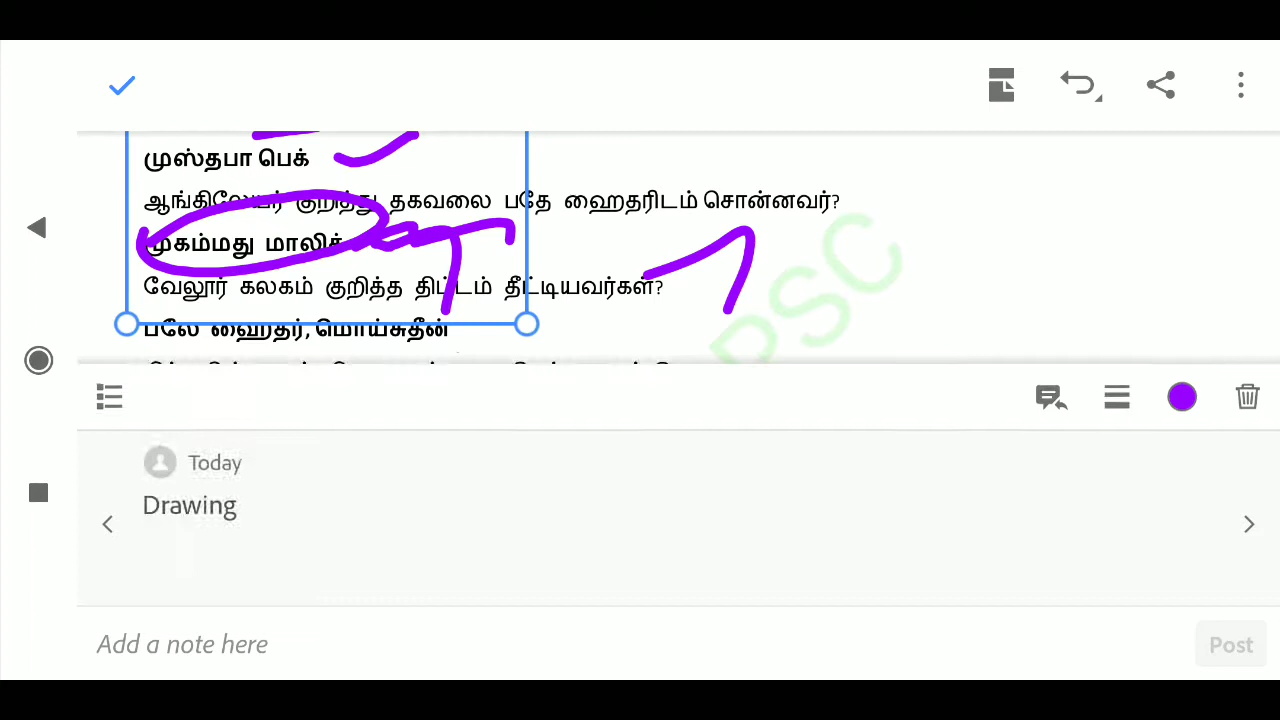 முஸ்தபா பெக்
ஆங்கிலேயர் குறித்து தகவலை பதே ஹைதரிடம் சொன்னவர்?
முகம்மது மாலிக்
வேலூர் கலகம் குறித்த திட்டம் தீட்டியவர்கள்?
பலே ஹைதர், மொய்சுதீன்
PSC
Today
Drawing
Add a note here
Post